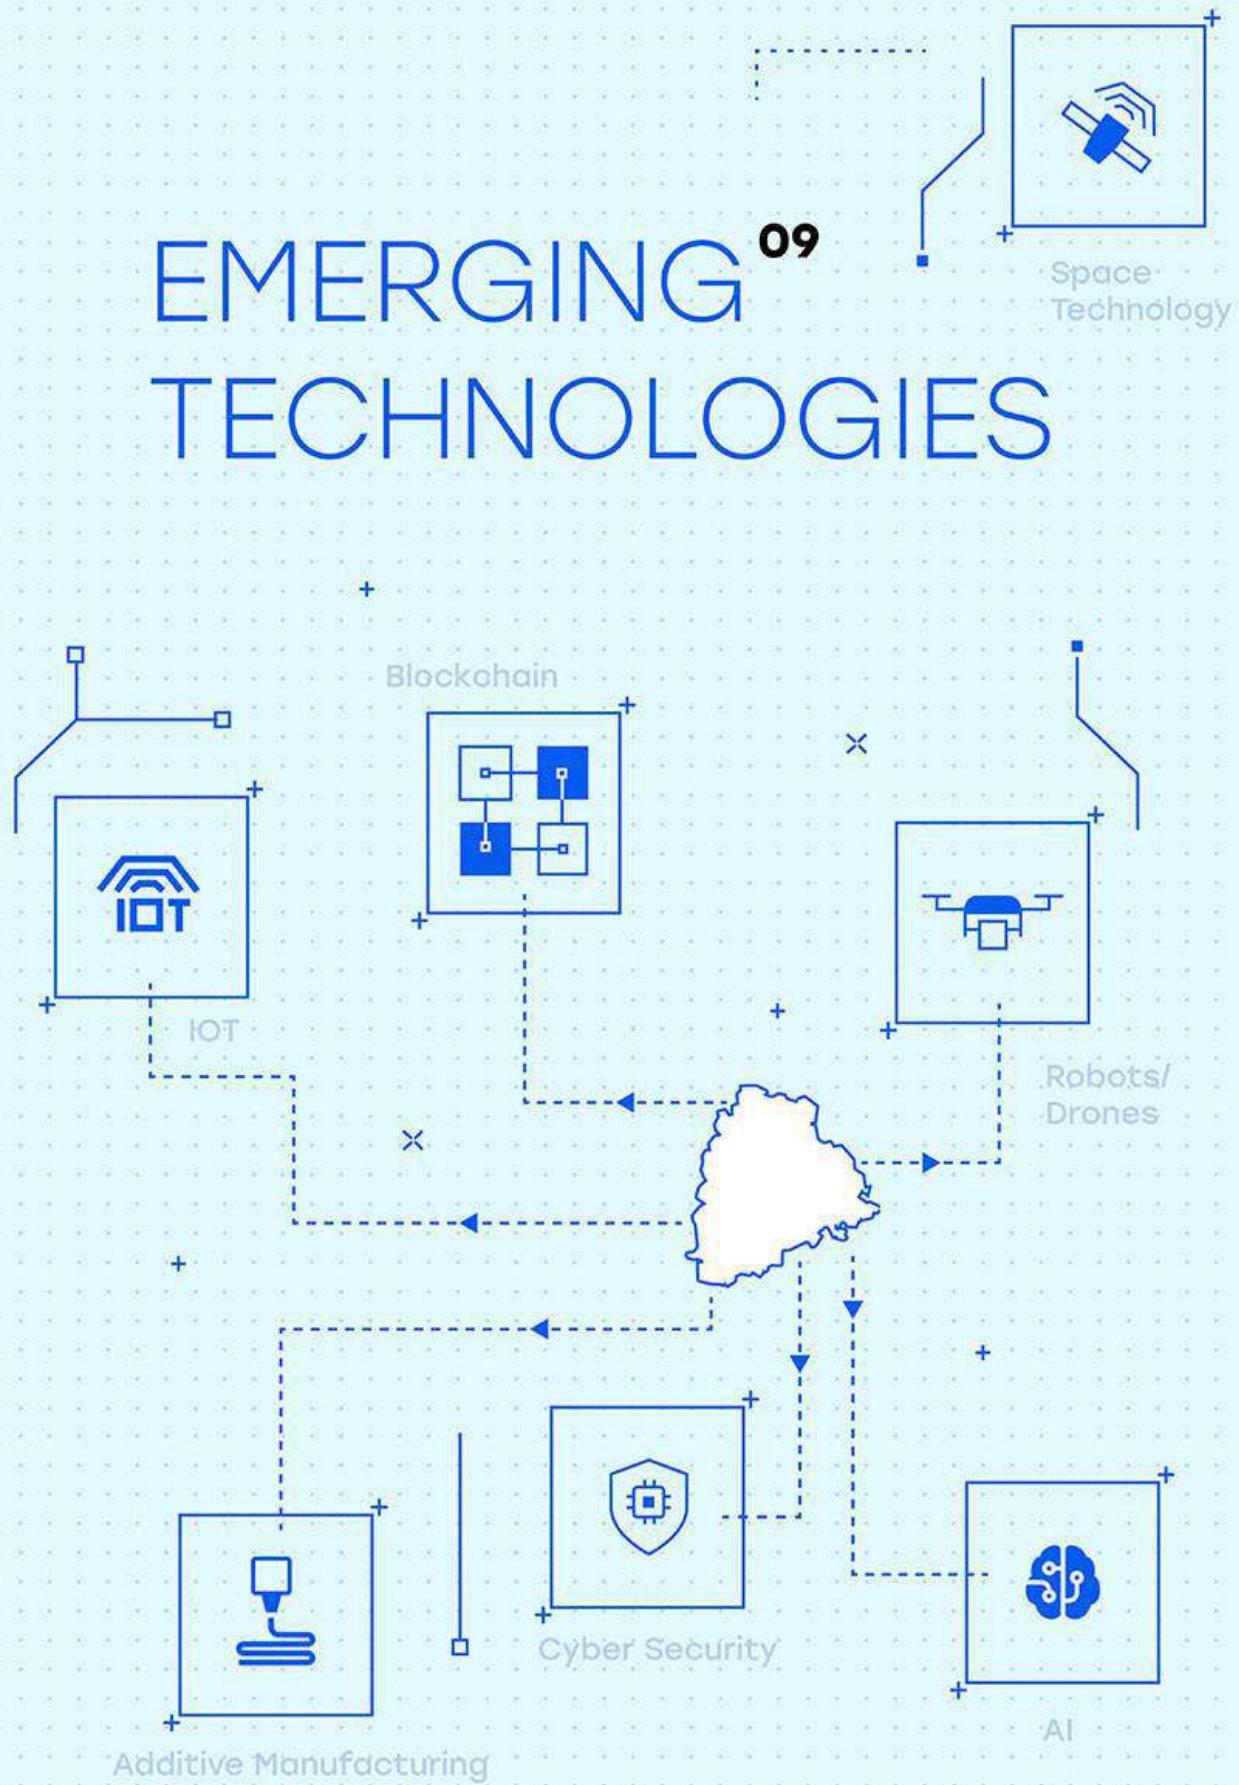 Space
Technology
EMERGING 09
TECHNOLOGIES
Blockchain
IOT
IOT
Robots/
Drones
Cyber Security
AI
Additive Manufacturing